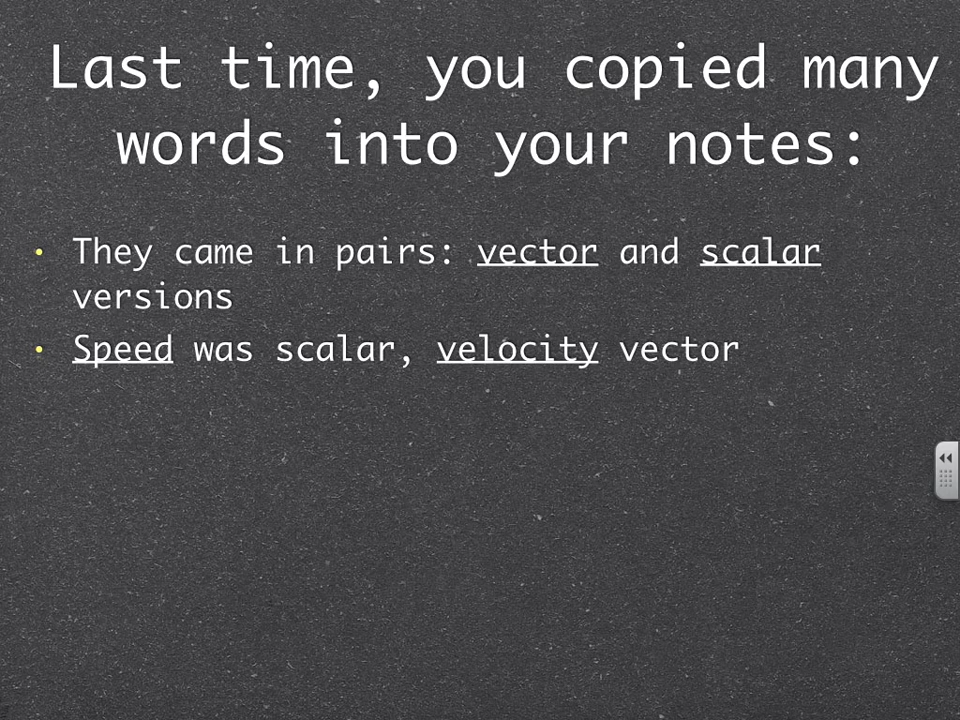 Last time, you copied many
words into your notes:
• They came in pairs: vector and scalar
versions
• Speed was scalar, velocity vector